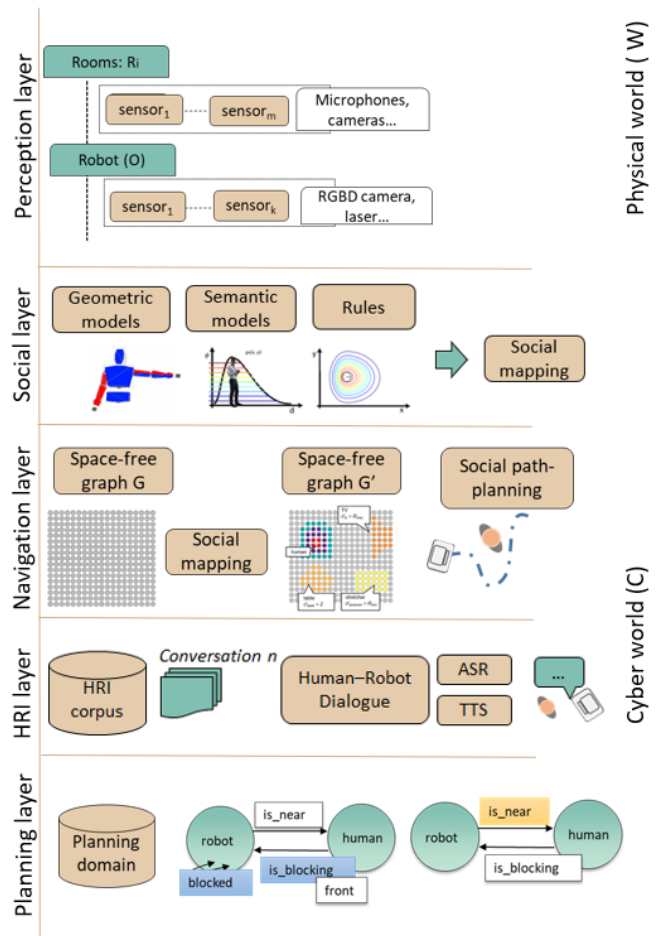 Perception layer
Physical world ( W)
Rooms: Ri
sensor1
sensorm
Microphones,
cameras...
Robot (O)
sensor1
sensork
RGBD camera,
laser...
Social layer
Geometric
models
Semantic
models
Rules
y
x
d
Social
mapping
Navigation layer
Space-free
graph G
Social
mapping
Space-free
graph G’
human
Social path-
planning
Cyber world (C)
HRI layer
HRI
corpus
Conversation n
Human–Robot
Dialogue
ASR
TTS
...
Planning layer
Planning
domain
robot
is_near
human
blocked
is_blocking
front
robot
is_near
human
is_blocking